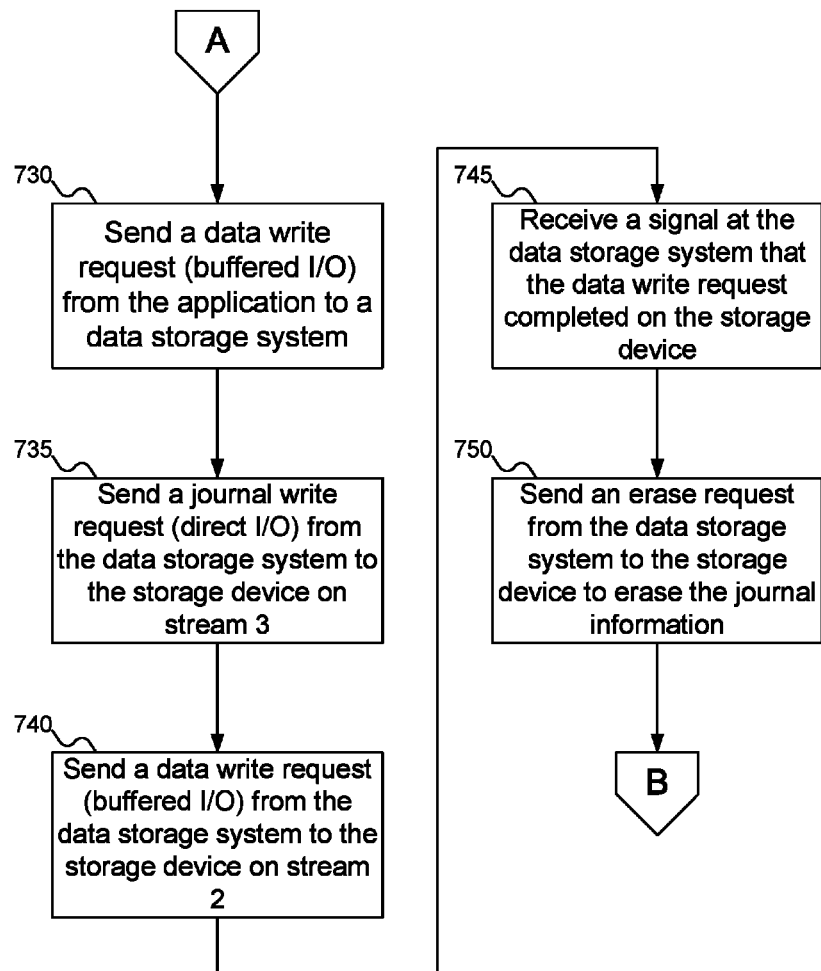 A
730
Send a data write
request (buffered I/O)
from the application to a
data storage system
735
Send a journal write
request (direct I/O) from
the data storage system to
the storage device on
stream 3
740
Send a data write request
(buffered I/O) from the
data storage system to the
storage device on stream
2
745
Receive a signal at the
data storage system that
the data write request
completed on the storage
device
750
Send an erase request
from the data storage
system to the storage
device to erase the journal
information
B